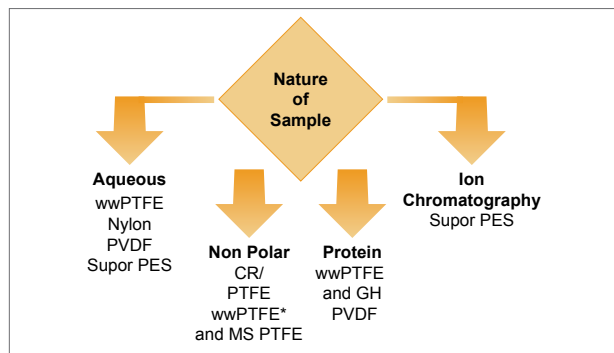 Nature
of
Sample
Aqueous
wwPTFE
Nylon
PVDF
Supor PES
Non Polar
CR/
PTFE
wwPTFE*
and MS PTFE
Protein
wwPTFE
and GH
PVDF
Ion
Chromatography
Supor PES